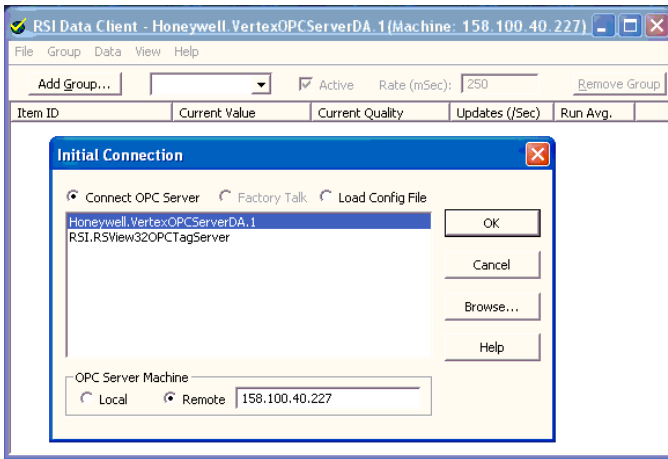 RSI Data Client - Honeywell.VertexOPCServerDA.1(Machine: 158.100.40.227)
File Group Data View Help
Add Group... Active Rate (mSec): 250 Remove Group
Item ID Current Value Current Quality Updates (/Sec) Run Avg.
Initial Connection
Connect OPC Server Factory Talk Load Config File
Honeywell.VertexOPCServerDA.1
RSI.RSView32OPCTagServer
OK
Cancel
Browse...
Help
OPC Server Machine
Local Remote 158.100.40.227